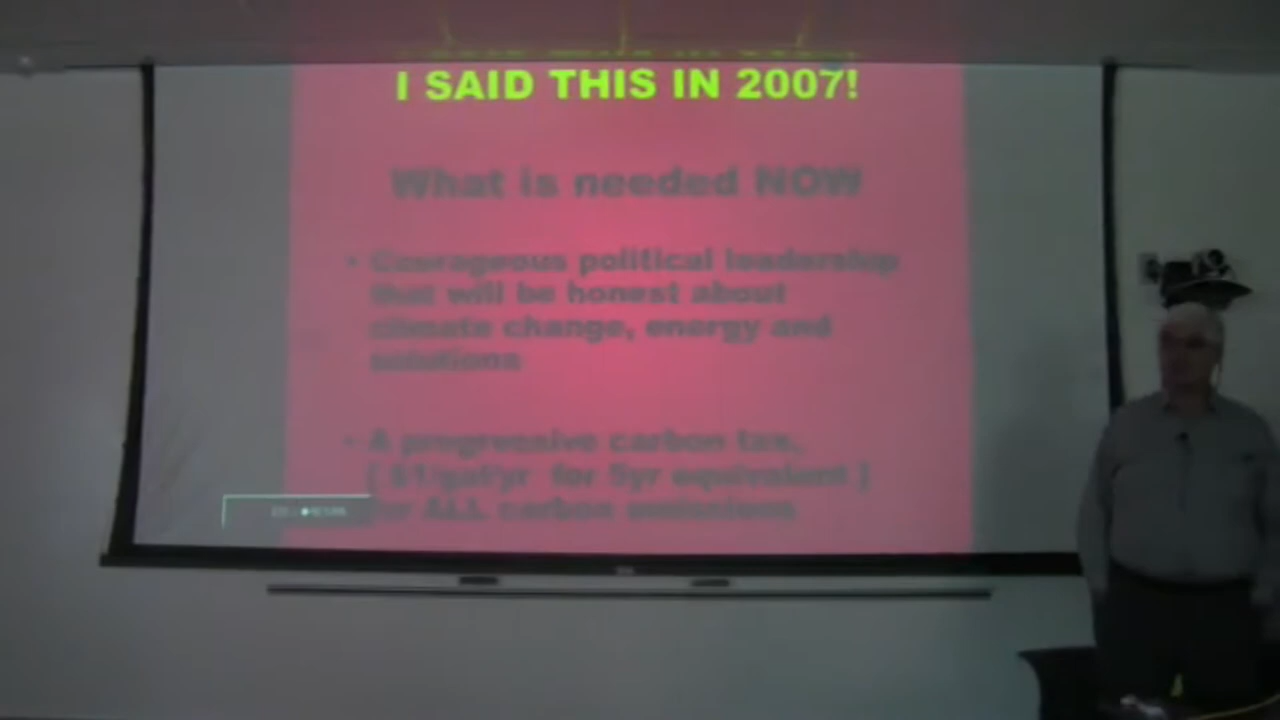 I SAID THIS IN 2007!
What is needed NOW
• Courageous political leadership
that will be honest about
climate change, energy and
solutions
• A progressive carbon tax,
[ $1/gal/yr for 5yr equivalent ]
for ALL carbon emissions